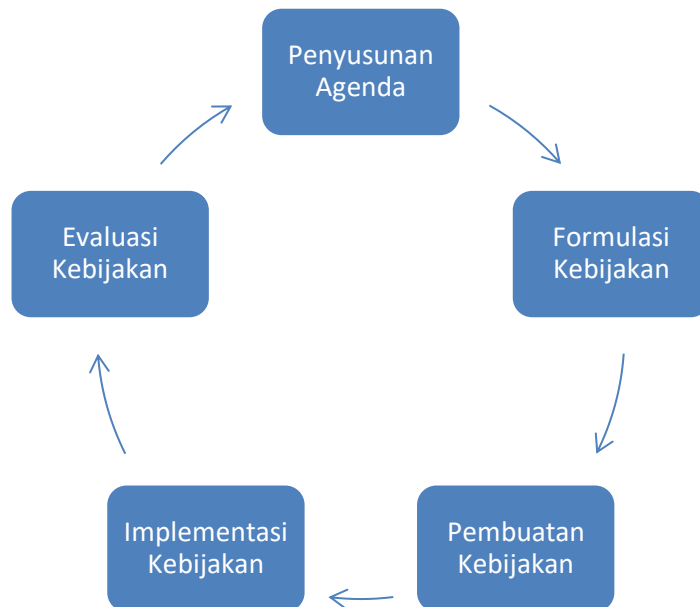 Penyusunan
Agenda
Formulasi
Kebijakan
Pembuatan
Kebijakan
Implementasi
Kebijakan
Evaluasi
Kebijakan